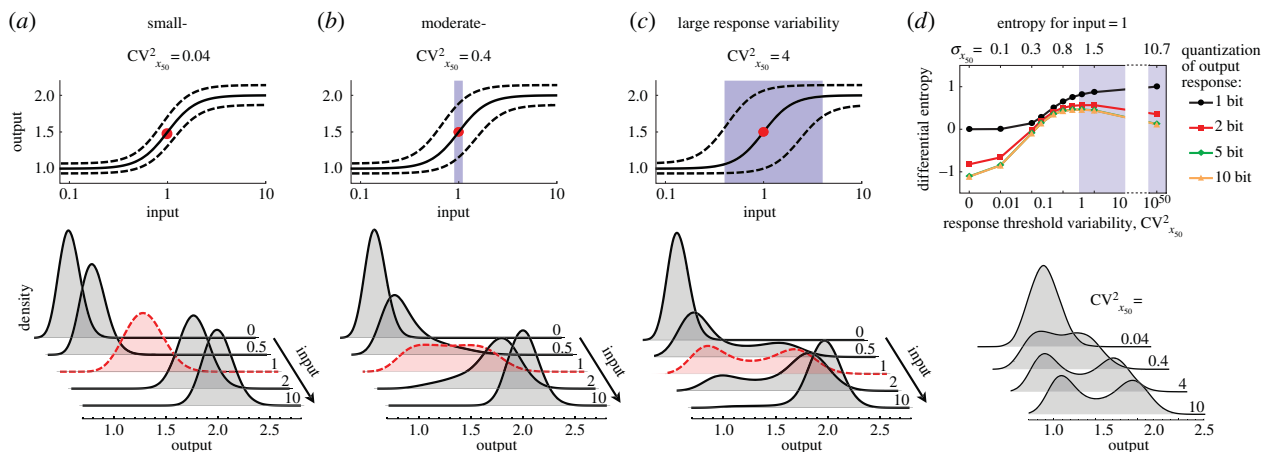 (a) small-
CV²ₓ₅₀ = 0.04
output
2.0
1.5
1.0
0.1 1 10
input
density
0
0.5
1
2
10
input
1.0 1.5 2.0 2.5
output
(b) moderate-
CV²ₓ₅₀ = 0.4
2.0
1.5
1.0
0.1 1 10
input
0
0.5
1
2
10
input
1.0 1.5 2.0 2.5
output
(c) large response variability
CV²ₓ₅₀ = 4
2.0
1.5
1.0
0.1 1 10
input
0
0.5
1
2
10
input
1.0 1.5 2.0 2.5
output
(d) entropy for input = 1
σₓ₅₀ = 0.1 0.3 0.8 1.5 10.7
differential entropy
1
0
−1
0 0.01 0.1 1 10 10⁵⁰
response threshold variability, CV²ₓ₅₀
quantization
of output
response:
1 bit
2 bit
5 bit
10 bit
CV²ₓ₅₀ =
0.04
0.4
4
10
1.0 1.5 2.0 2.5
output